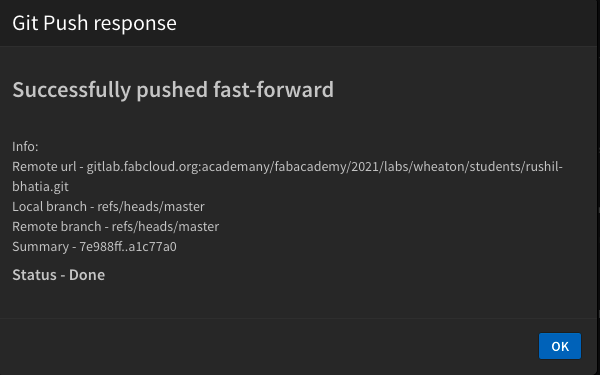 Git Push response
Successfully pushed fast-forward
Info:
Remote url - gitlab.fabcloud.org:academany/fabacademy/2021/labs/wheaton/students/rushil-
bhatia.git
Local branch - refs/heads/master
Remote branch - refs/heads/master
Summary - 7e988ff..a1c77a0
Status - Done
OK